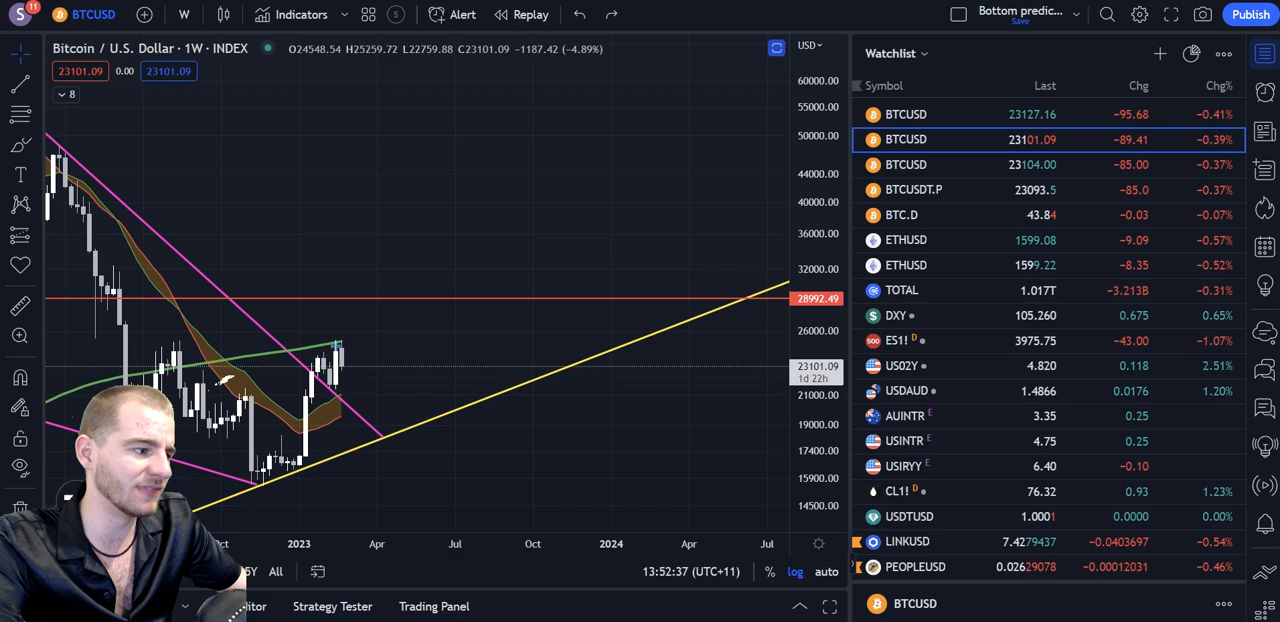 S 11 BTCUSD W Indicators S Alert Replay Bottom predic... Save Publish
Bitcoin / U.S. Dollar · 1W · INDEX O24548.54 H25259.72 L22759.88 C23101.09 −1187.42 (−4.89%)
23101.09 0.00 23101.09
8
USD
60000.00
55000.00
50000.00
44000.00
40000.00
36000.00
32000.00
28992.49
26000.00
23101.09
1d 22h
21000.00
19000.00
17400.00
15900.00
14500.00
Oct 2023 Apr Jul Oct 2024 Apr Jul
5Y All 13:52:37 (UTC+11) % log auto
Editor Strategy Tester Trading Panel
Watchlist
Symbol Last Chg Chg%
BTCUSD 23127.16 −95.68 −0.41%
BTCUSD 23101.09 −89.41 −0.39%
BTCUSD 23104.00 −85.00 −0.37%
BTCUSDT.P 23093.5 −85.0 −0.37%
BTC.D 43.84 −0.03 −0.07%
ETHUSD 1599.08 −9.09 −0.57%
ETHUSD 1599.22 −8.35 −0.52%
TOTAL 1.017T −3.213B −0.31%
DXY 105.260 0.675 0.65%
500 ES1! D 3975.75 −43.00 −1.07%
US02Y 4.820 0.118 2.51%
USDAUD 1.4866 0.0176 1.20%
AUINTR E 3.35 0.25
USINTR E 4.75 0.25
USIRYY E 6.40 −0.10
CL1! D 76.32 0.93 1.23%
USDTUSD 1.0001 0.0000 0.00%
LINKUSD 7.4279437 −0.0403697 −0.54%
PEOPLEUSD 0.02629078 −0.00012031 −0.46%
BTCUSD